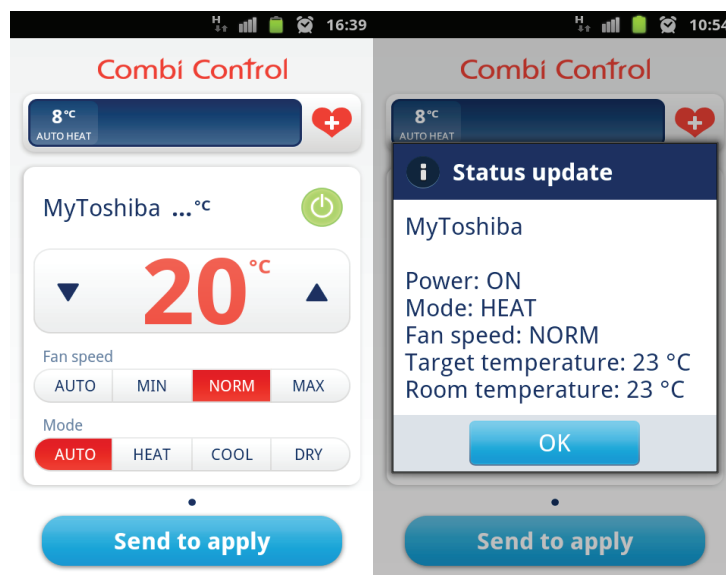 H 16:39
Combi Control
8°C
AUTO HEAT
MyToshiba ...°C
20°C
Fan speed
AUTO MIN NORM MAX
Mode
AUTO HEAT COOL DRY
Send to apply
H 10:54
Combi Control
8°C
AUTO HEAT
i Status update
MyToshiba
Power: ON
Mode: HEAT
Fan speed: NORM
Target temperature: 23 °C
Room temperature: 23 °C
OK
Send to apply